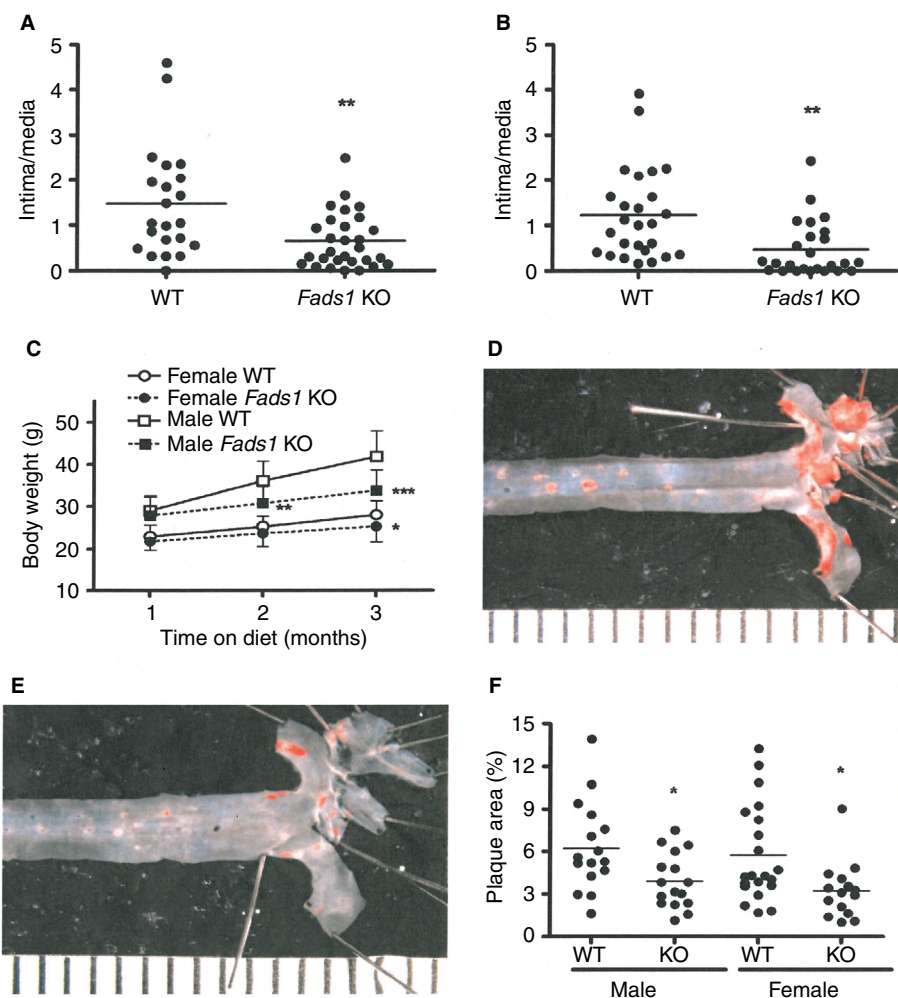 A
5
4
3
2
1
0
Intima/media
**
WT
Fads1 KO
B
5
4
3
2
1
0
Intima/media
**
WT
Fads1 KO
C
Female WT
Female Fads1 KO
Male WT
Male Fads1 KO
50
40
30
20
10
Body weight (g)
**
***
*
1 2 3
Time on diet (months)
D
E
F
15
12
9
6
3
0
Plaque area (%)
*
*
WT KO WT KO
Male Female